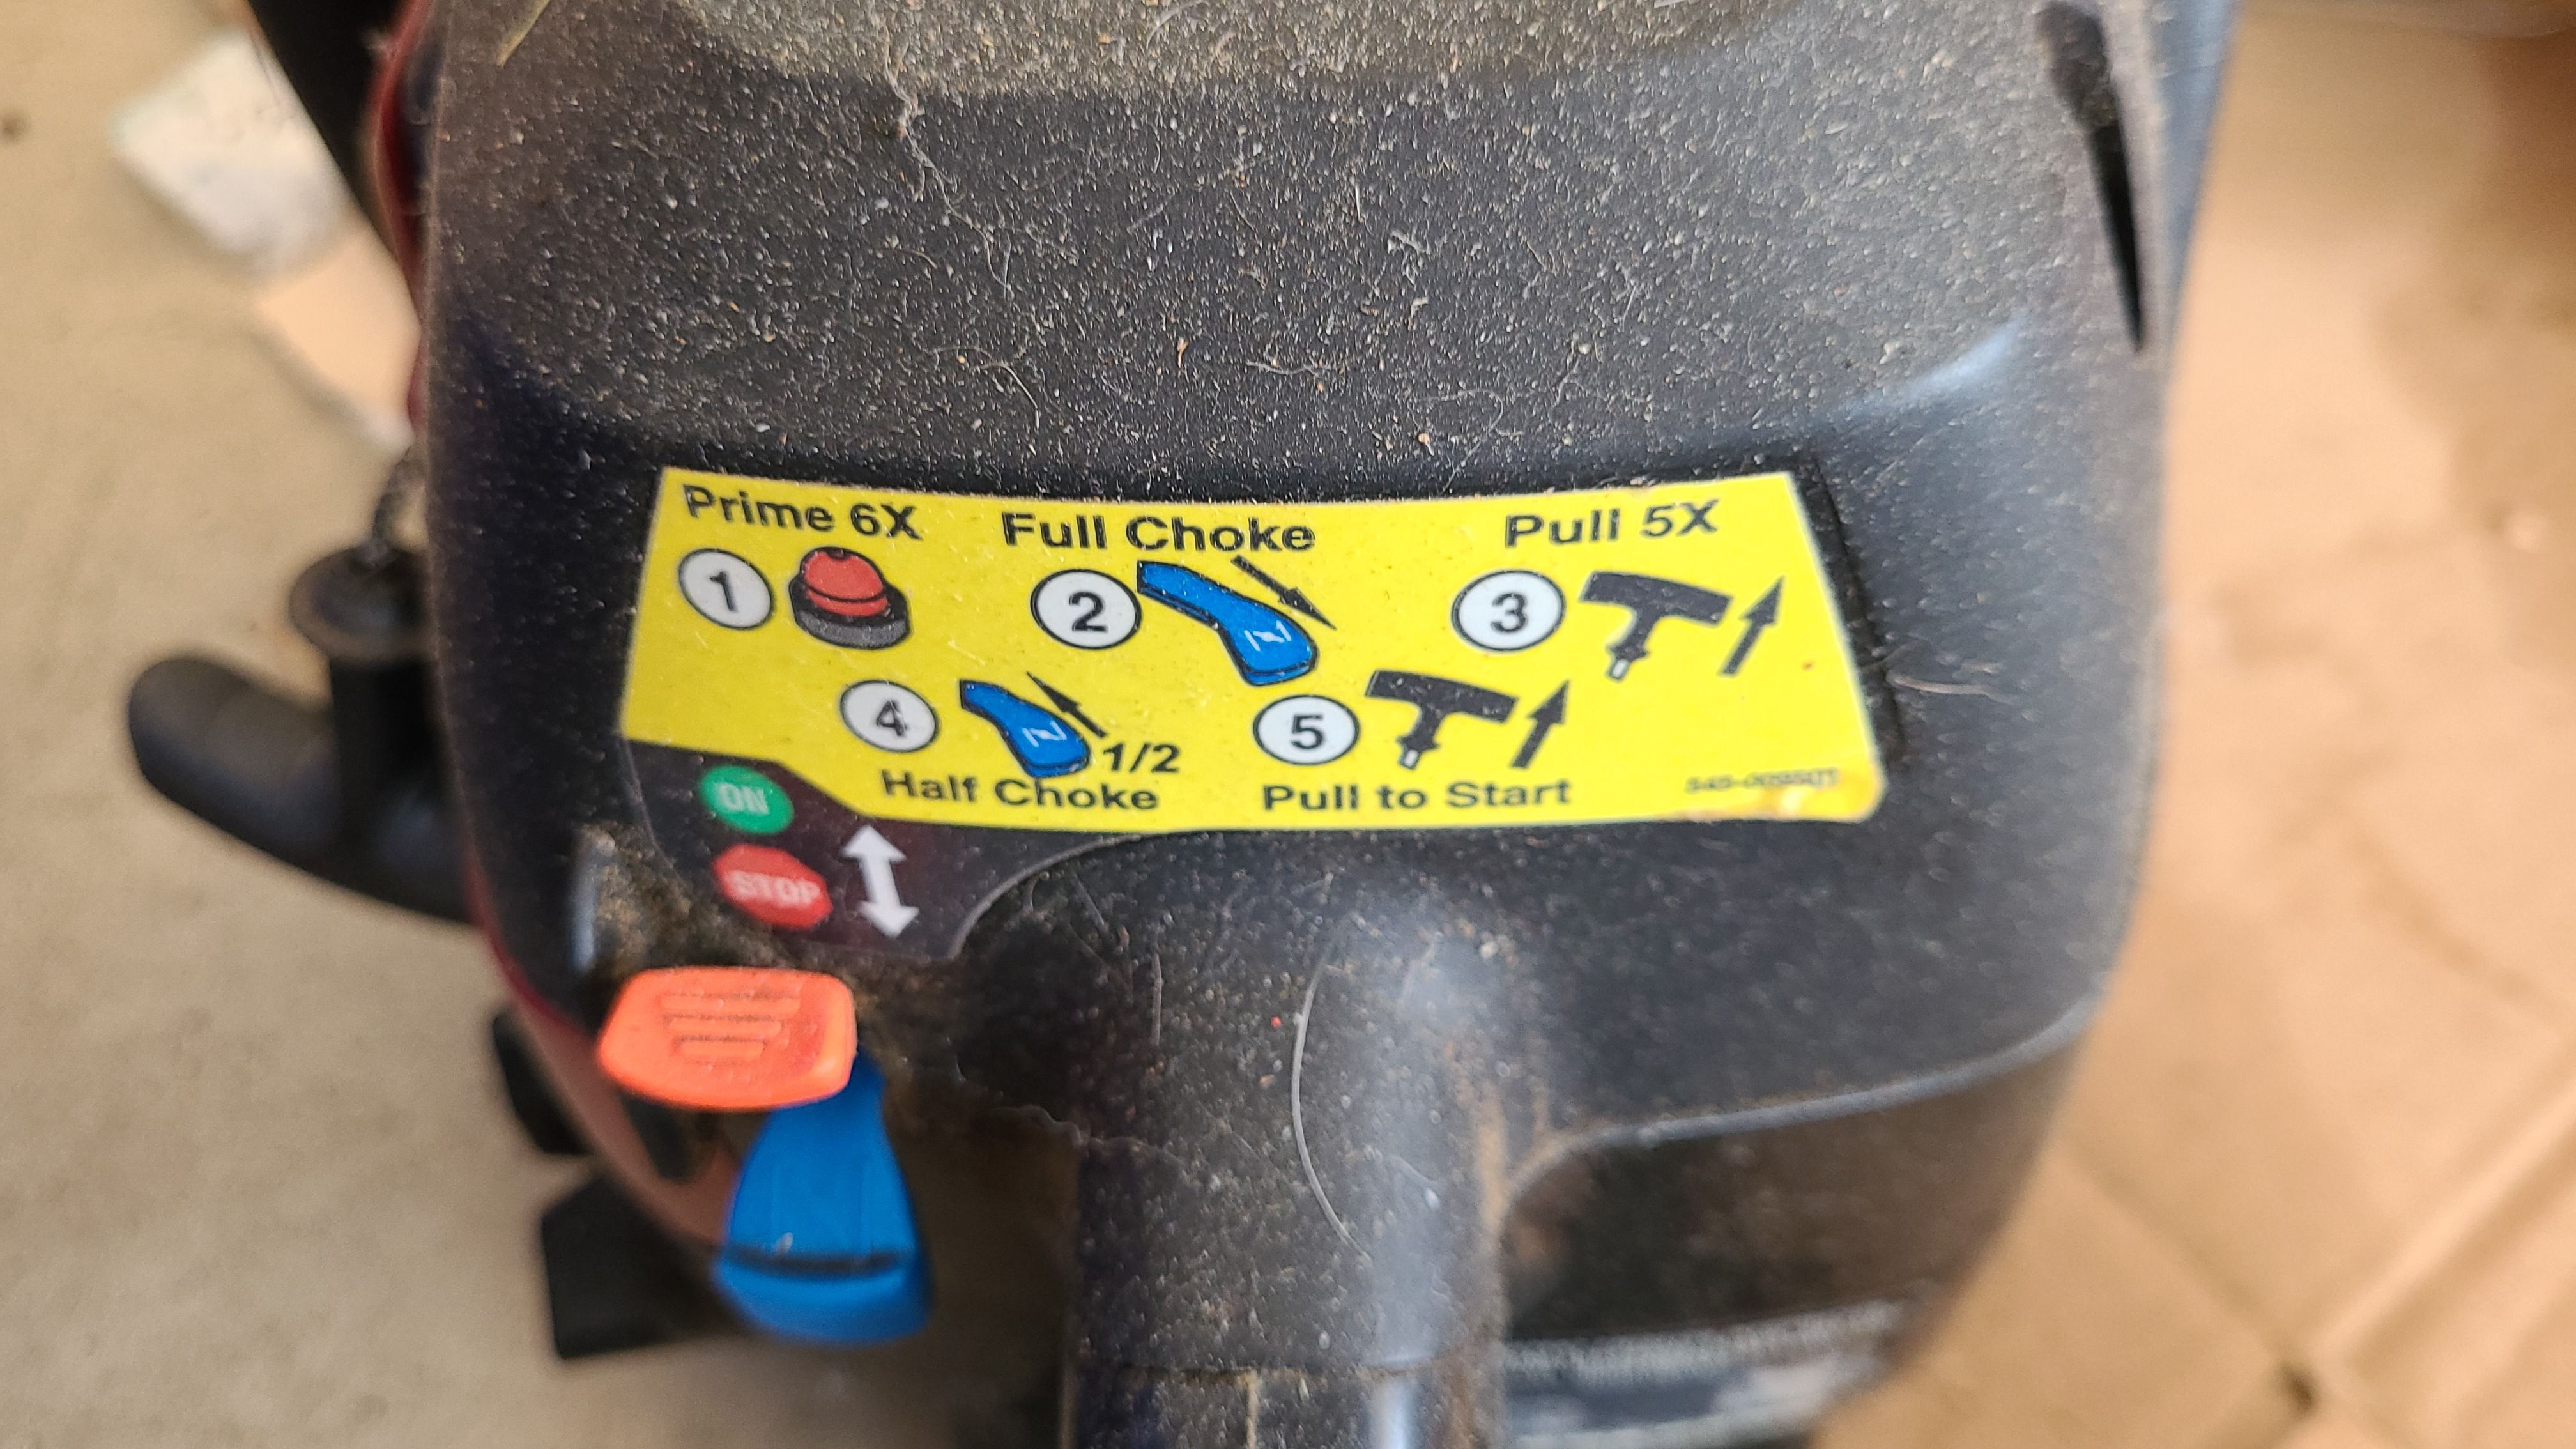 Prime 6X Full Choke Pull 5X
1 2 3
4 5
1/2
Half Choke Pull to Start
ON
STOP